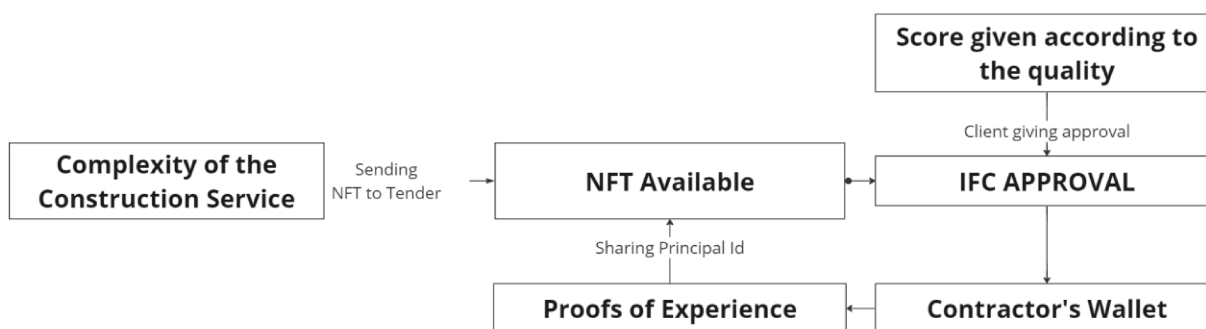 Score given according to
the quality
Client giving approval
Complexity of the
Construction Service
Sending
NFT to Tender
NFT Available
IFC APPROVAL
Sharing Principal Id
Proofs of Experience
Contractor's Wallet